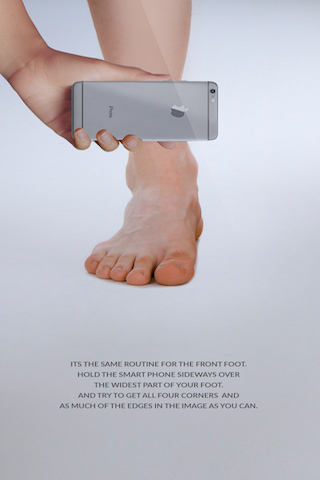 iPhone
ITS THE SAME ROUTINE FOR THE FRONT FOOT.
HOLD THE SMART PHONE SIDEWAYS OVER
THE WIDEST PART OF YOUR FOOT.
AND TRY TO GET ALL FOUR CORNERS AND
AS MUCH OF THE EDGES IN THE IMAGE AS YOU CAN.